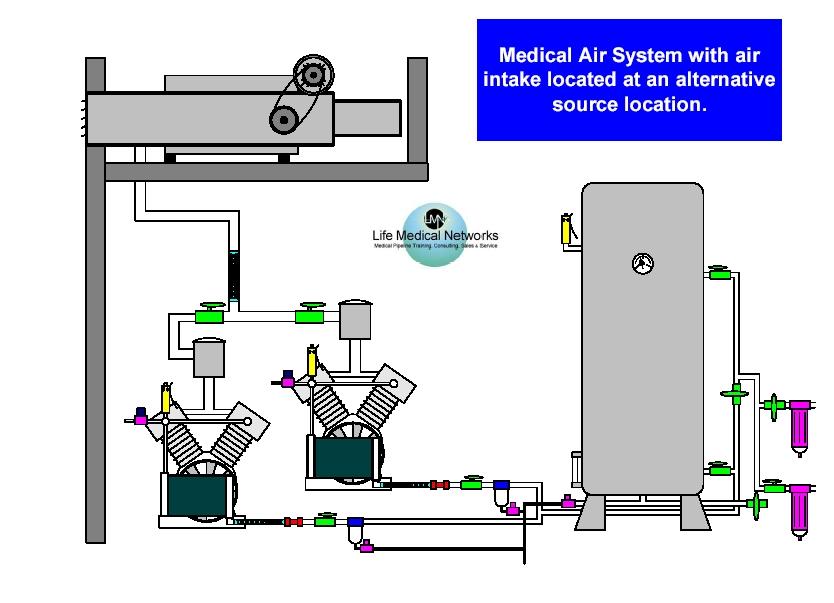 Medical Air System with air
intake located at an alternative
source location.
LMN
Life Medical Networks
Medical Pipeline Training, Consulting, Sales & Service